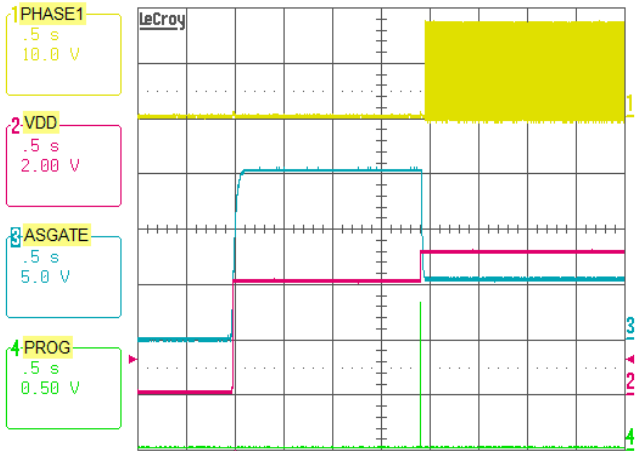 1 PHASE1
.5 s
10.0 V
LeCroy
1
2 VDD
.5 s
2.00 V
3 ASGATE
.5 s
5.0 V
3
4 PROG
.5 s
0.50 V
2
4